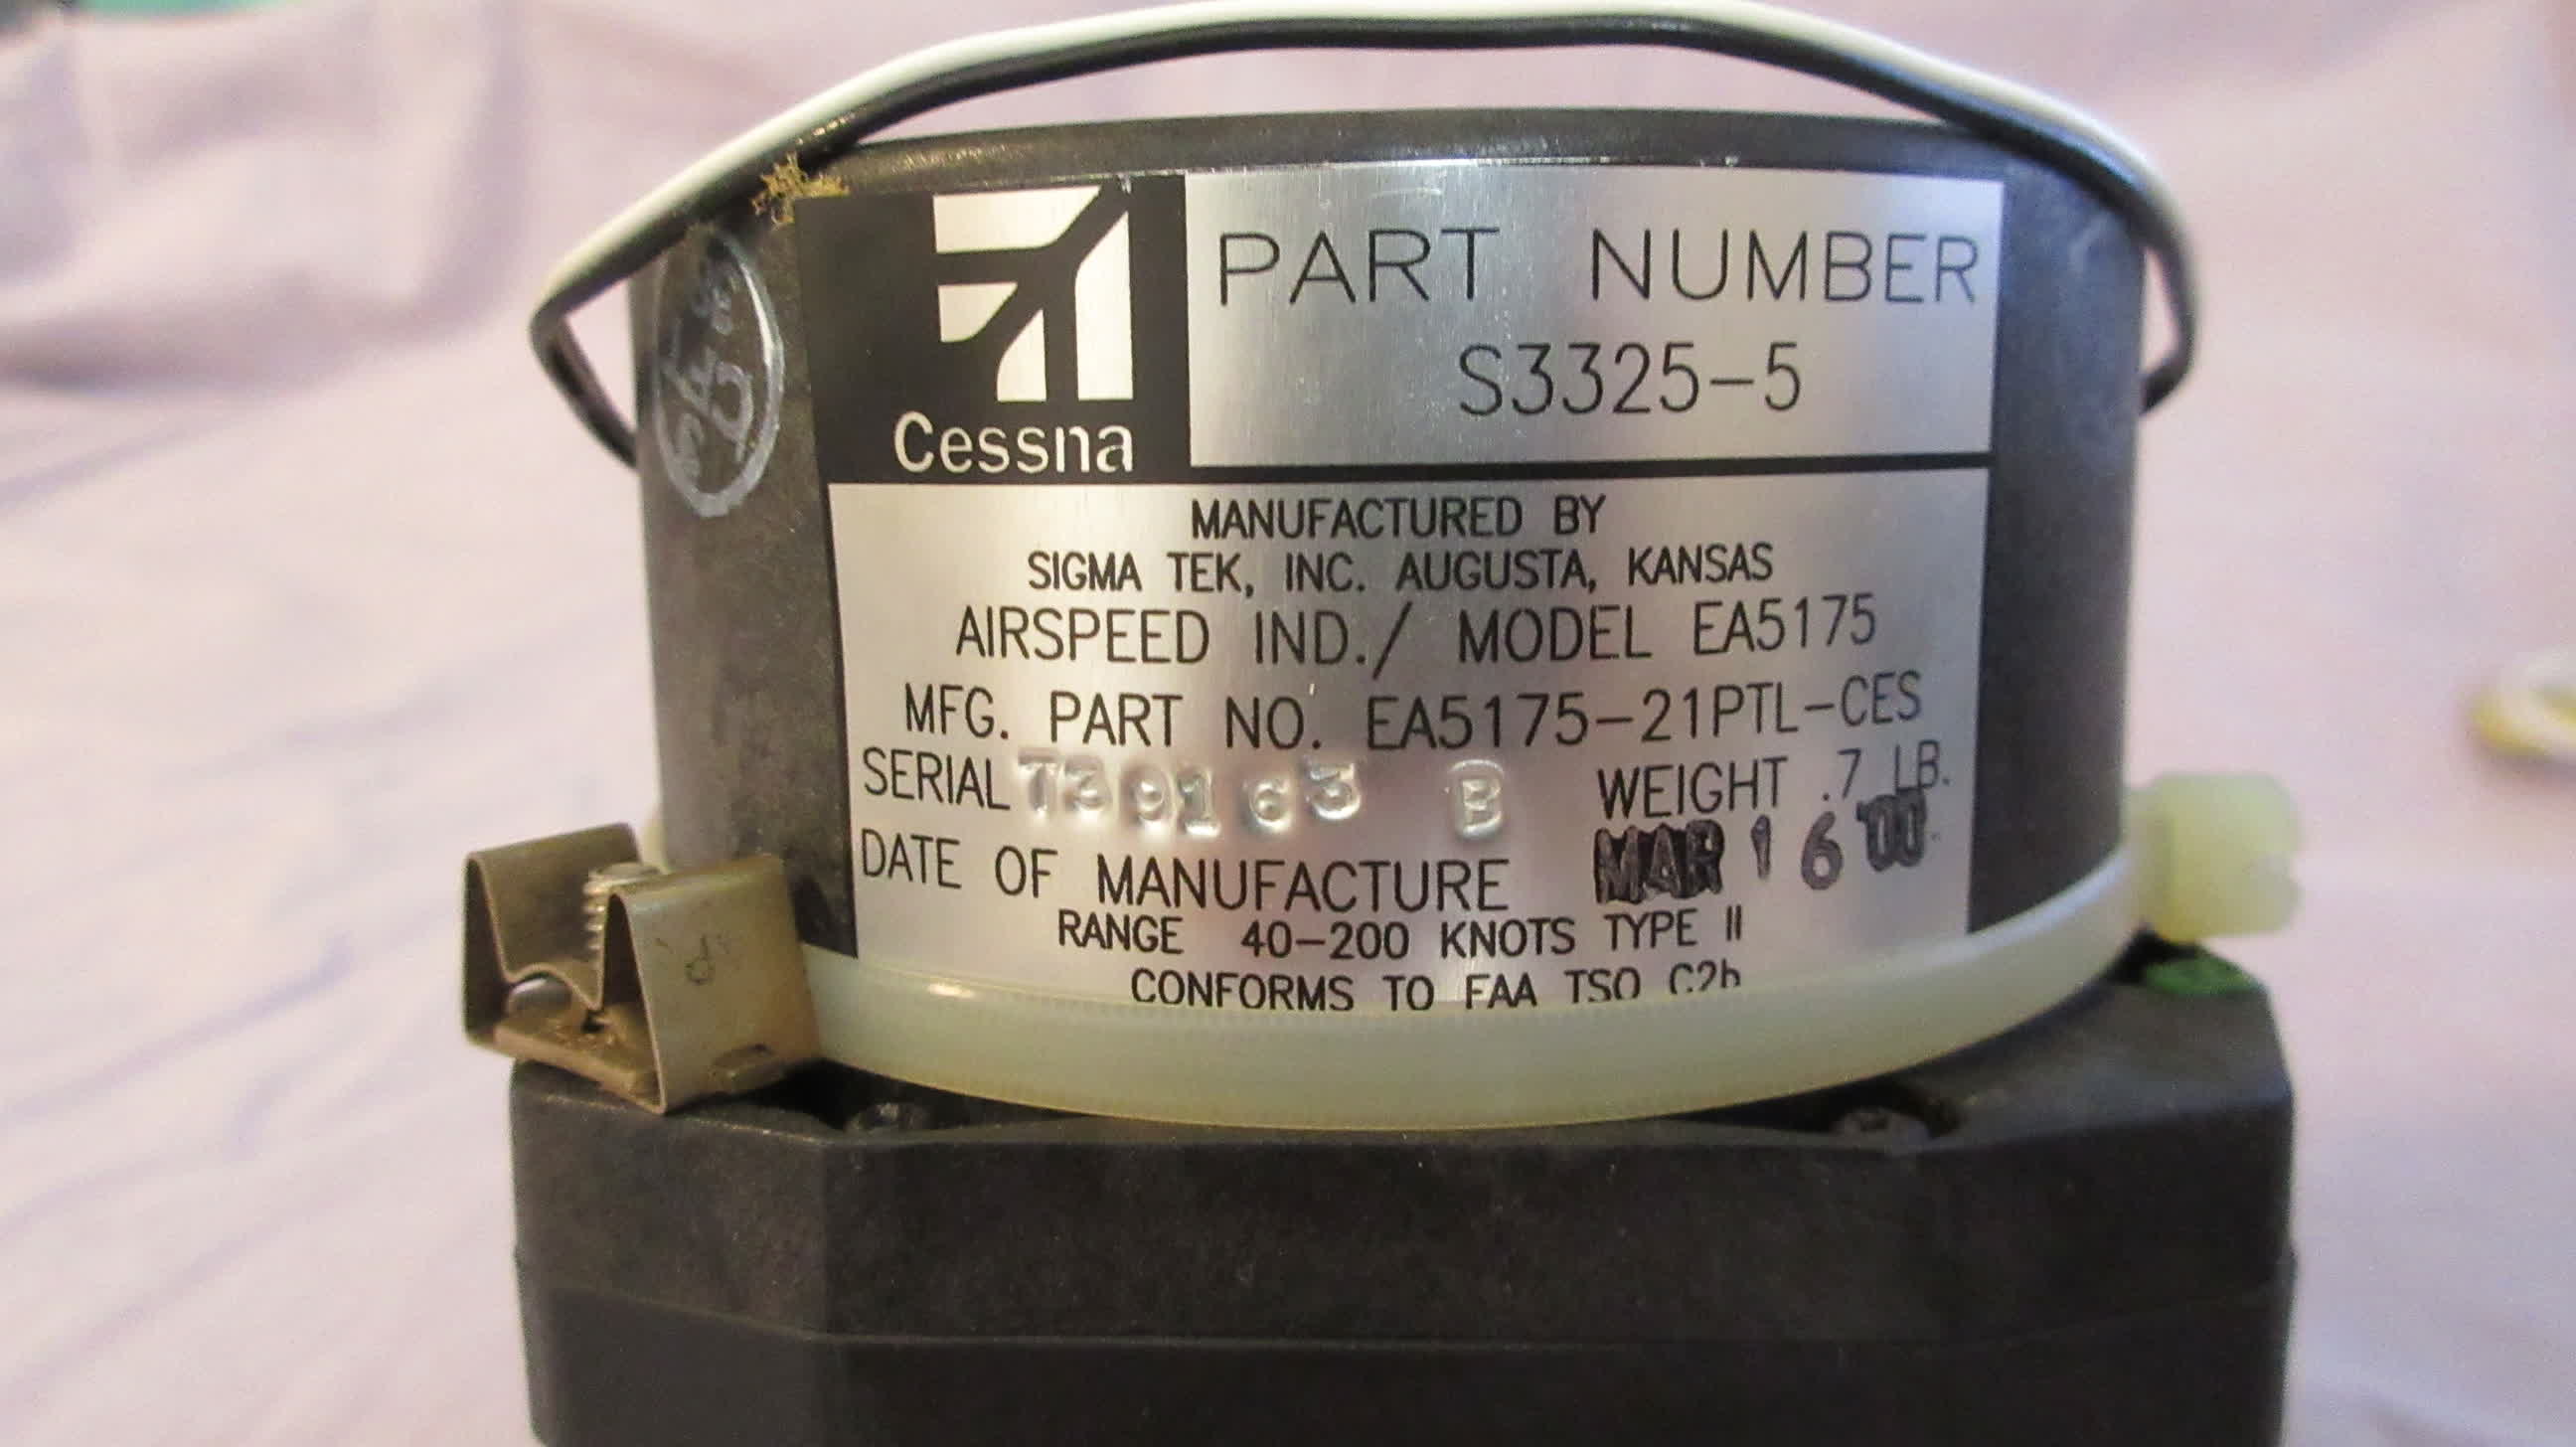 Cessna
PART NUMBER
S3325-5
MANUFACTURED BY
SIGMA TEK, INC. AUGUSTA, KANSAS
AIRSPEED IND./ MODEL EA5175
MFG. PART NO. EA5175-21PTL-CES
SERIAL T39163 B WEIGHT .7 LB.
DATE OF MANUFACTURE MAR 16 '00
RANGE 40-200 KNOTS TYPE II
CONFORMS TO FAA TSO C2b